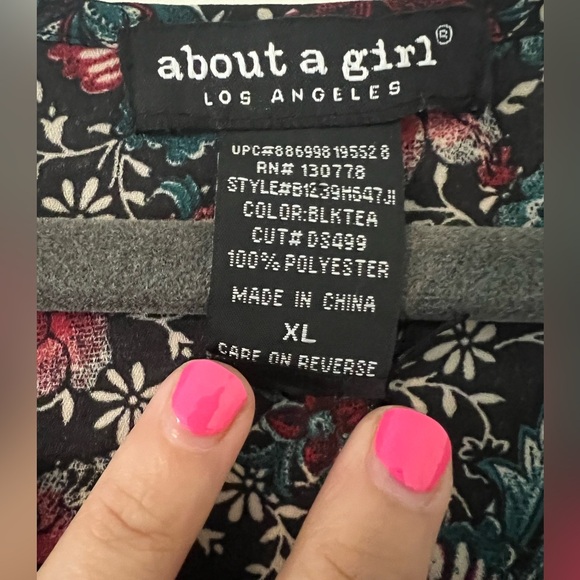 about a girl®
LOS ANGELES
UPC#886998195528
RN# 130778
STYLE#B1239H647JI
COLOR:BLKTEA
CUT# DS499
100% POLYESTER
MADE IN CHINA
XL
CARE ON REVERSE